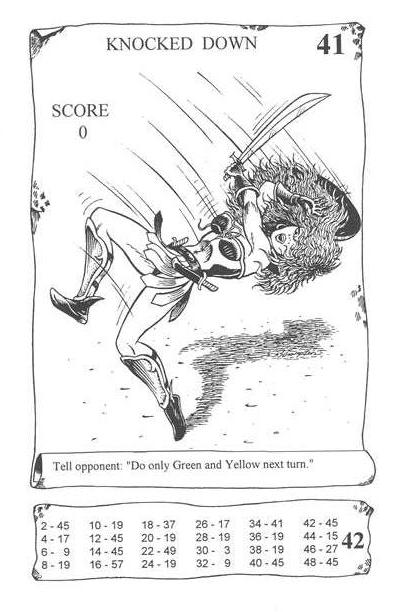 KNOCKED DOWN 41
SCORE
0
Tell opponent: "Do only Green and Yellow next turn."
2 - 45 10 - 19 18 - 37 26 - 17 34 - 41 42 - 45
4 - 17 12 - 45 20 - 19 28 - 19 36 - 19 44 - 15
6 - 9 14 - 45 22 - 49 30 - 3 38 - 19 46 - 27
8 - 19 16 - 57 24 - 19 32 - 9 40 - 45 48 - 45
42